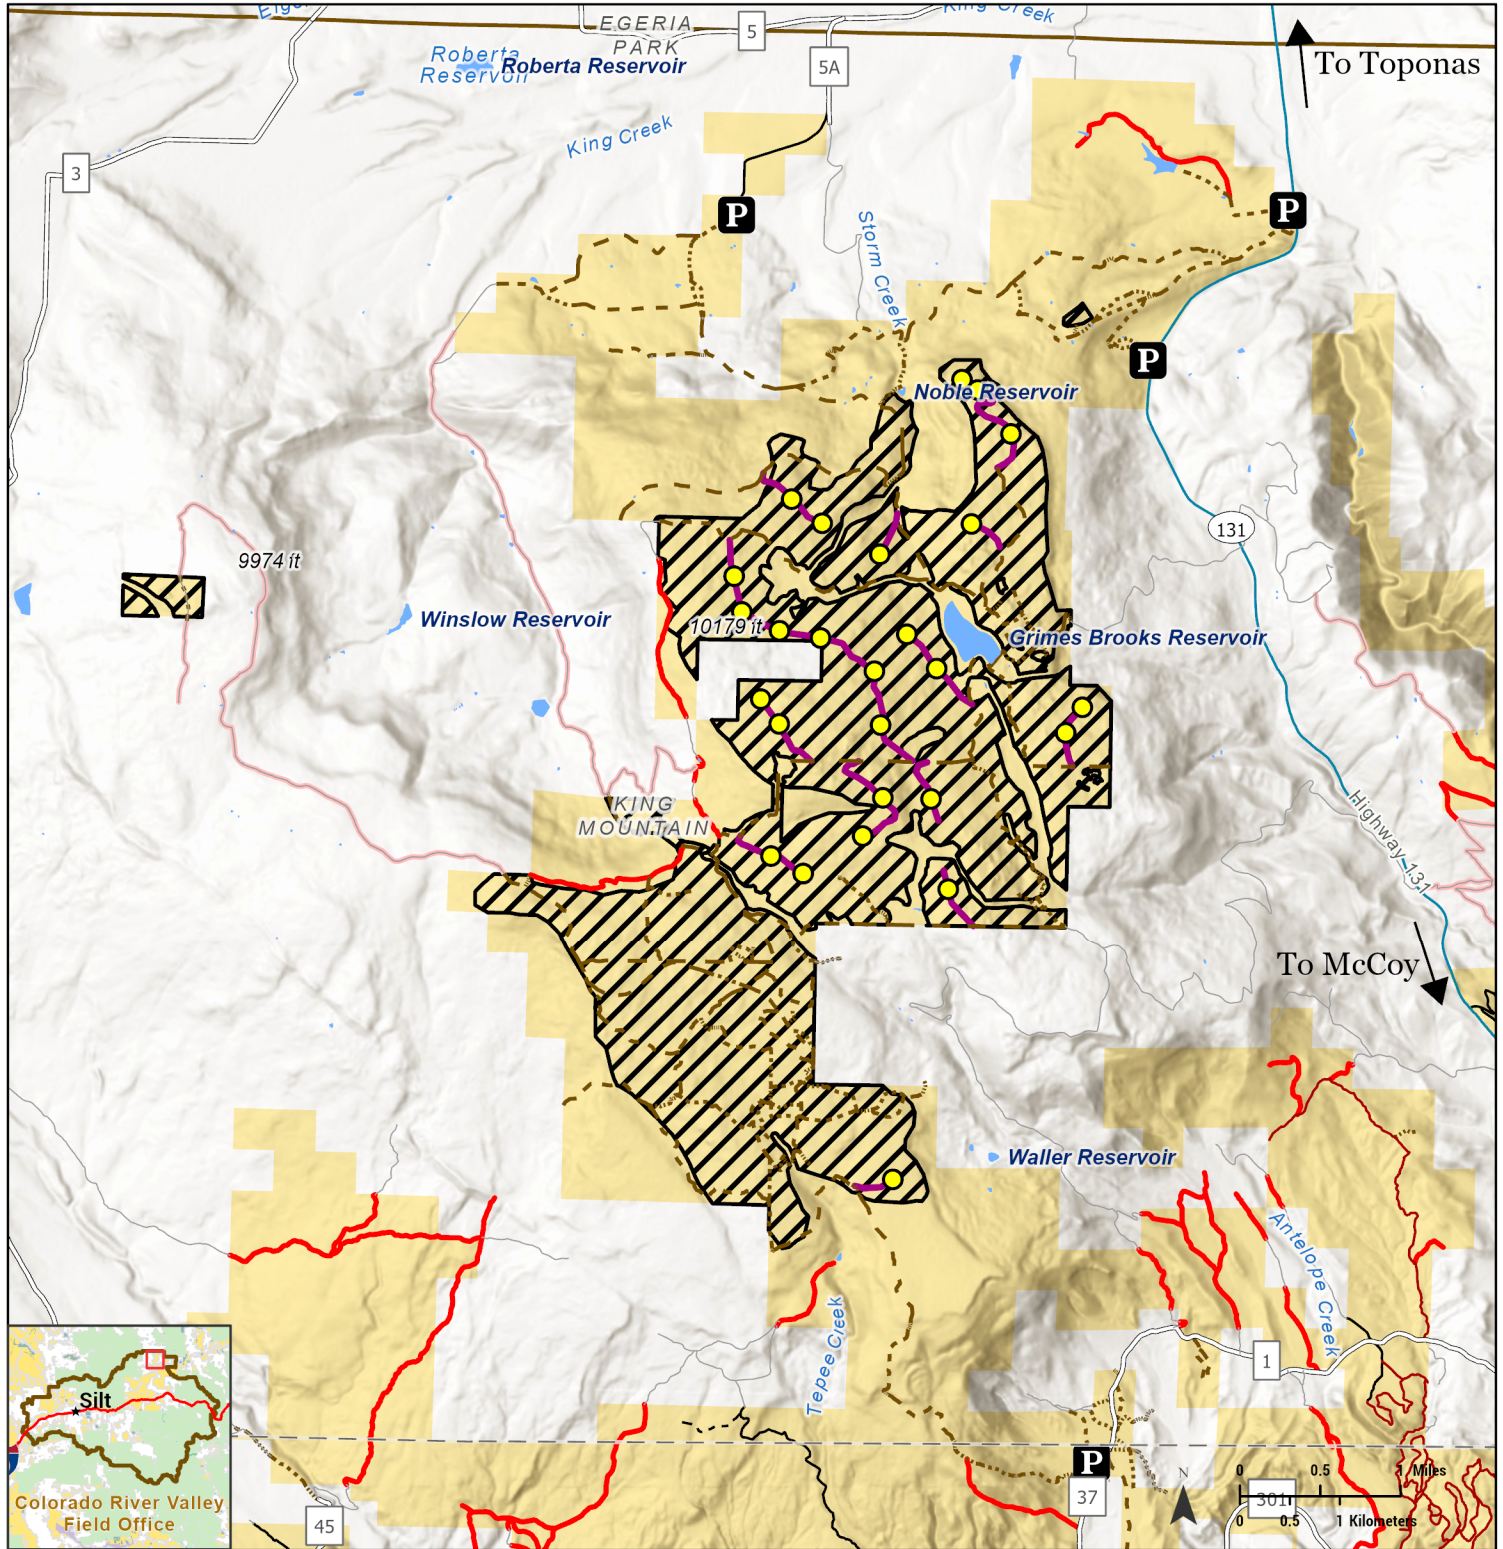 King Creek
EGERIA
PARK
5
Roberta
Reservoir
Roberta Reservoir
5A
To Toponas
King Creek
3
P
P
Storm Creek
P
Noble Reservoir
131
9974 ft
Winslow Reservoir
10179 ft
Grimes Brooks Reservoir
KING
MOUNTAIN
Highway 131
To McCoy
Waller Reservoir
Antelope Creek
Tepee Creek
1
Silt
Colorado River Valley
Field Office
P
37
45
N
0 0.5 1 Miles
301
0 0.5 1 Kilometers